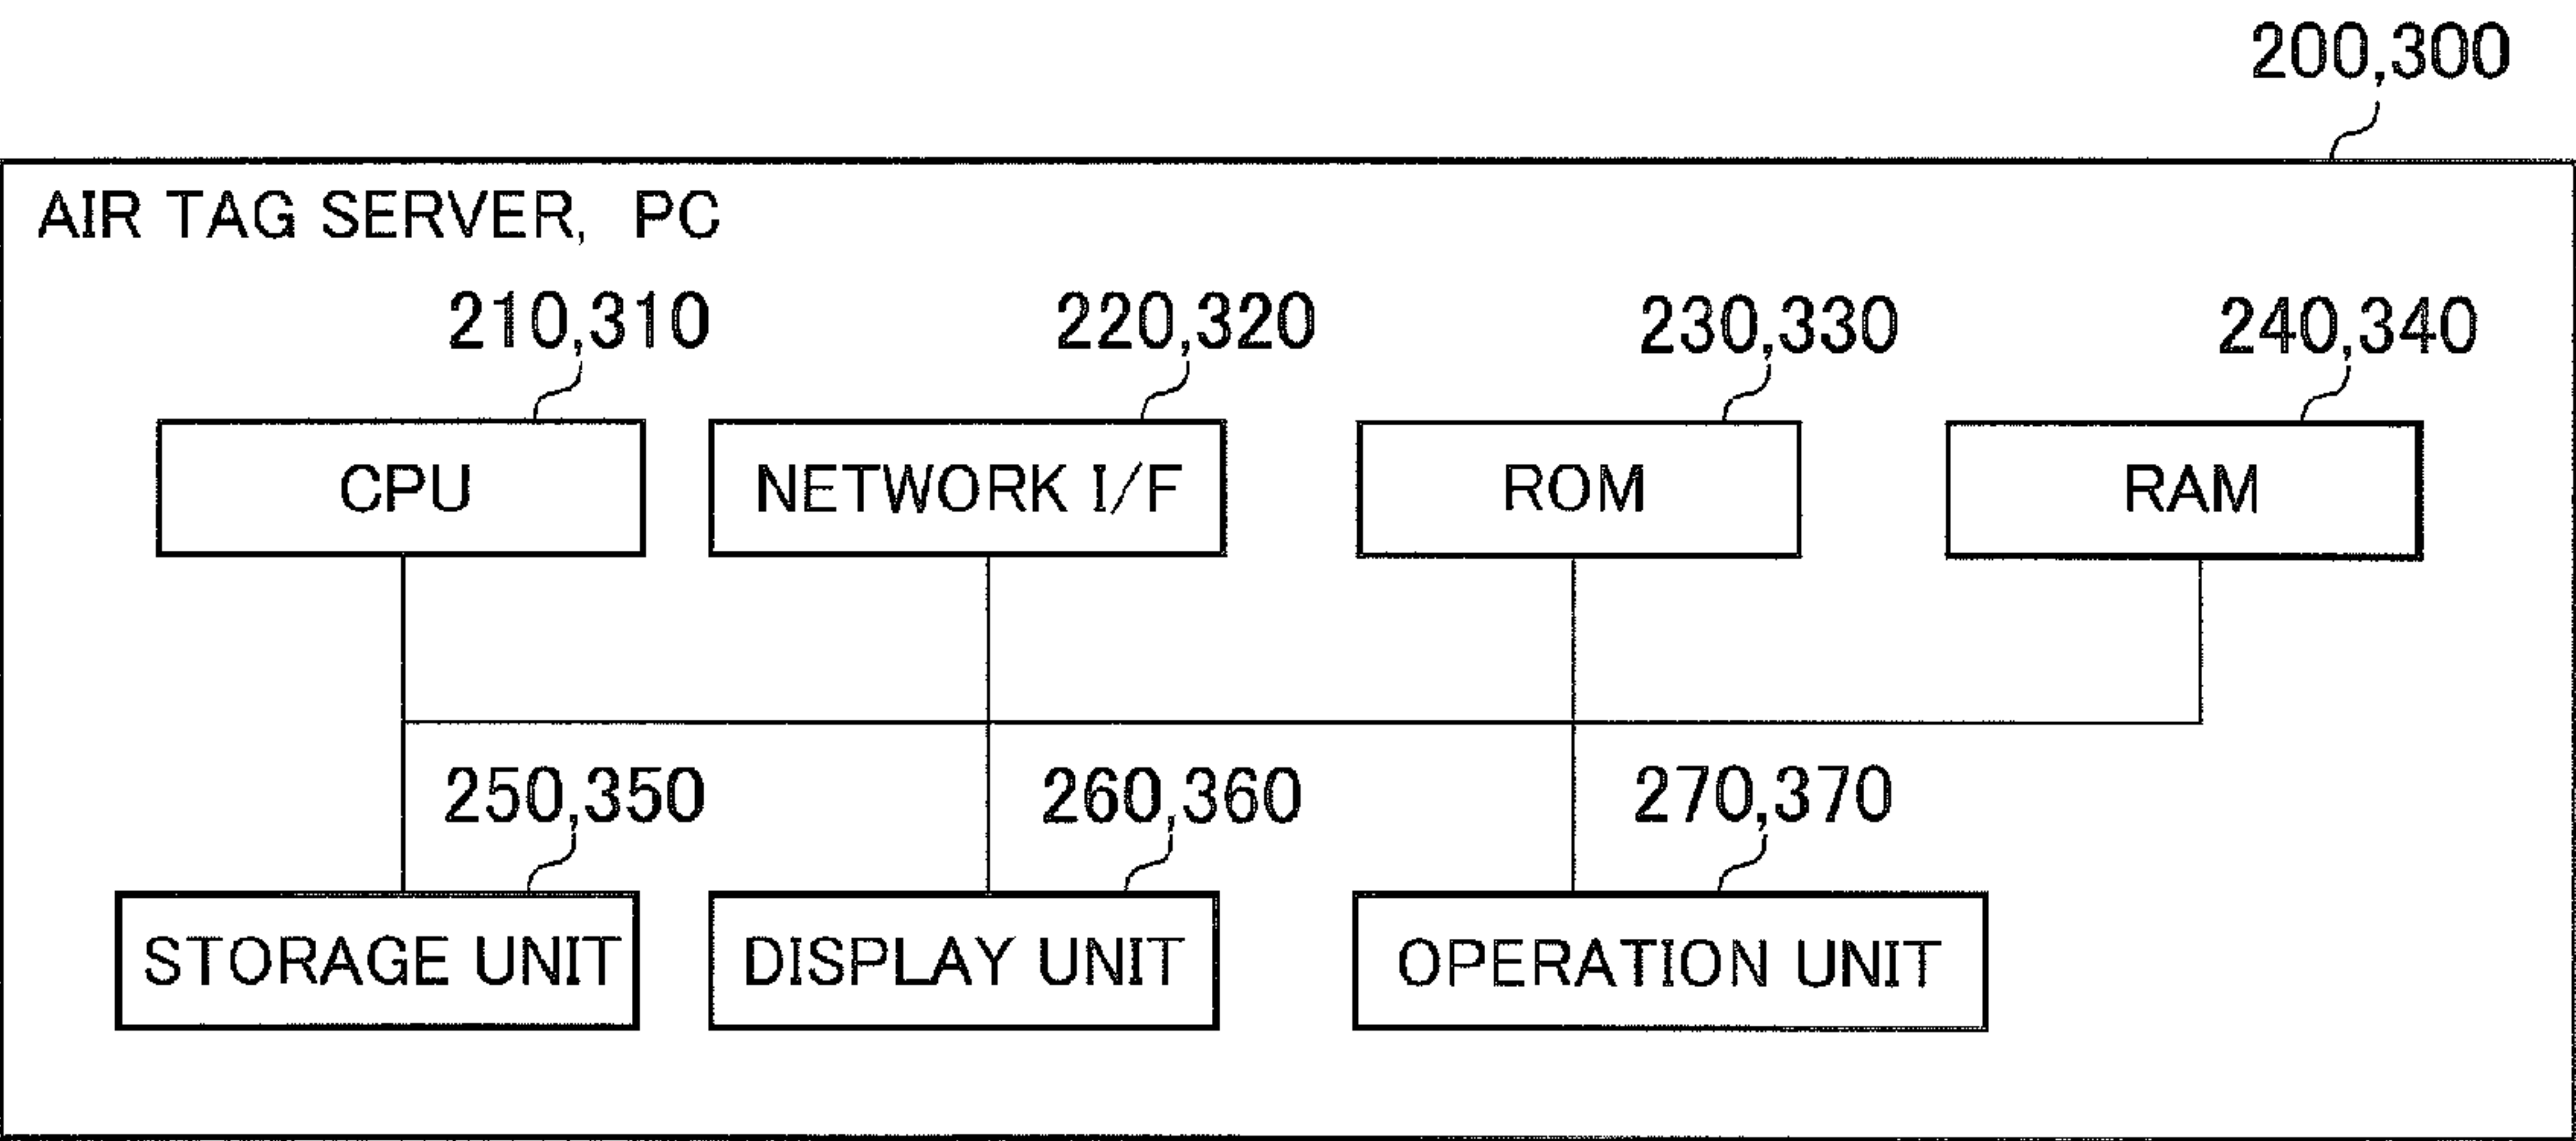 200,300
AIR TAG SERVER, PC
210,310
220,320
230,330
240,340
CPU
NETWORK I/F
ROM
RAM
250,350
260,360
270,370
STORAGE UNIT
DISPLAY UNIT
OPERATION UNIT